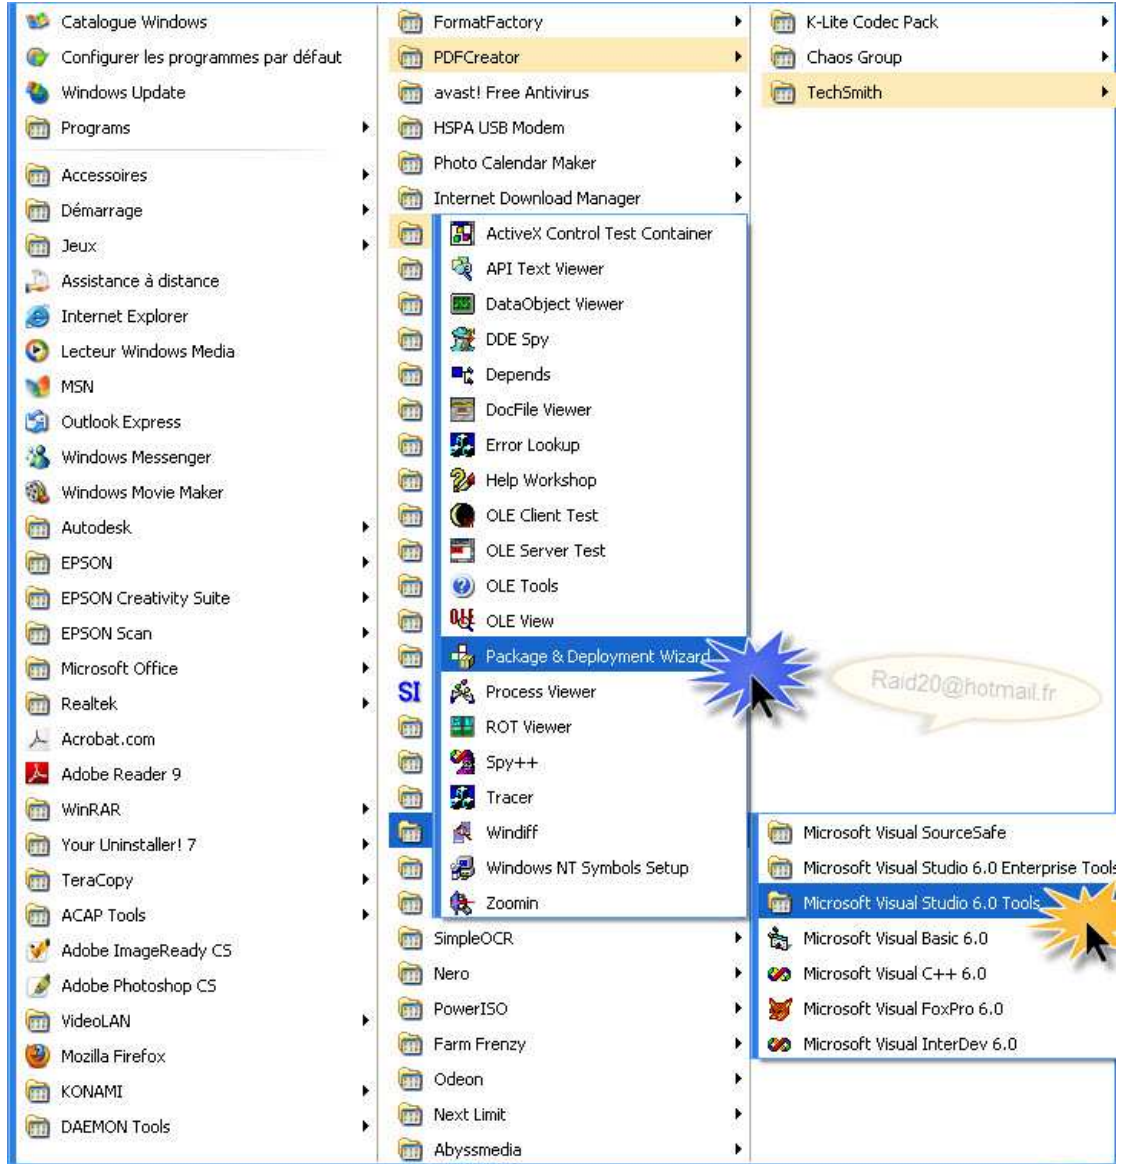 Catalogue Windows
Configurer les programmes par défaut
Windows Update
Programs
Accessoires
Démarrage
Jeux
Assistance à distance
Internet Explorer
Lecteur Windows Media
MSN
Outlook Express
Windows Messenger
Windows Movie Maker
Autodesk
EPSON
EPSON Creativity Suite
EPSON Scan
Microsoft Office
Realtek
Acrobat.com
Adobe Reader 9
WinRAR
Your Uninstaller! 7
TeraCopy
ACAP Tools
Adobe ImageReady CS
Adobe Photoshop CS
VideoLAN
Mozilla Firefox
KONAMI
DAEMON Tools
FormatFactory
PDFCreator
avast! Free Antivirus
HSPA USB Modem
Photo Calendar Maker
Internet Download Manager
ActiveX Control Test Container
API Text Viewer
DataObject Viewer
DDE Spy
Depends
DocFile Viewer
Error Lookup
Help Workshop
OLE Client Test
OLE Server Test
OLE Tools
OLE View
Package & Deployment Wizard
SI
Process Viewer
ROT Viewer
Spy++
Tracer
Windiff
Windows NT Symbols Setup
Zoomin
SimpleOCR
Nero
PowerISO
Farm Frenzy
Odeon
Next Limit
Abyssmedia
K-Lite Codec Pack
Chaos Group
TechSmith
Raid20@hotmail.fr
Microsoft Visual SourceSafe
Microsoft Visual Studio 6.0 Enterprise Tools
Microsoft Visual Studio 6.0 Tools
Microsoft Visual Basic 6.0
Microsoft Visual C++ 6.0
Microsoft Visual FoxPro 6.0
Microsoft Visual InterDev 6.0